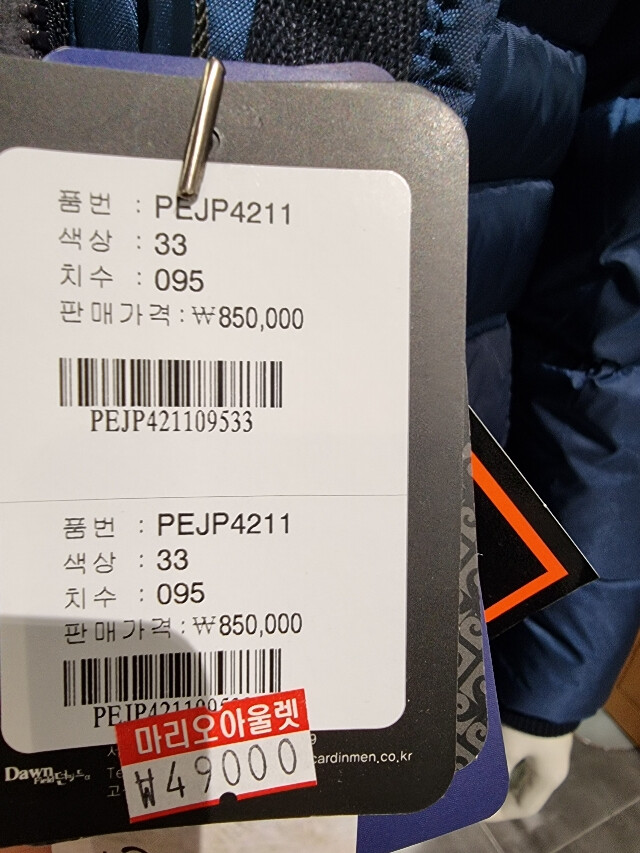 품번 : PEJP4211
색상 : 33
치수 : 095
판매가격 : ₩850,000
PEJP421109533
품번 : PEJP4211
색상 : 33
치수 : 095
판매가격 : ₩850,000
마리오아울렛
₩49000
cardinmen.co.kr
Dawn
Field